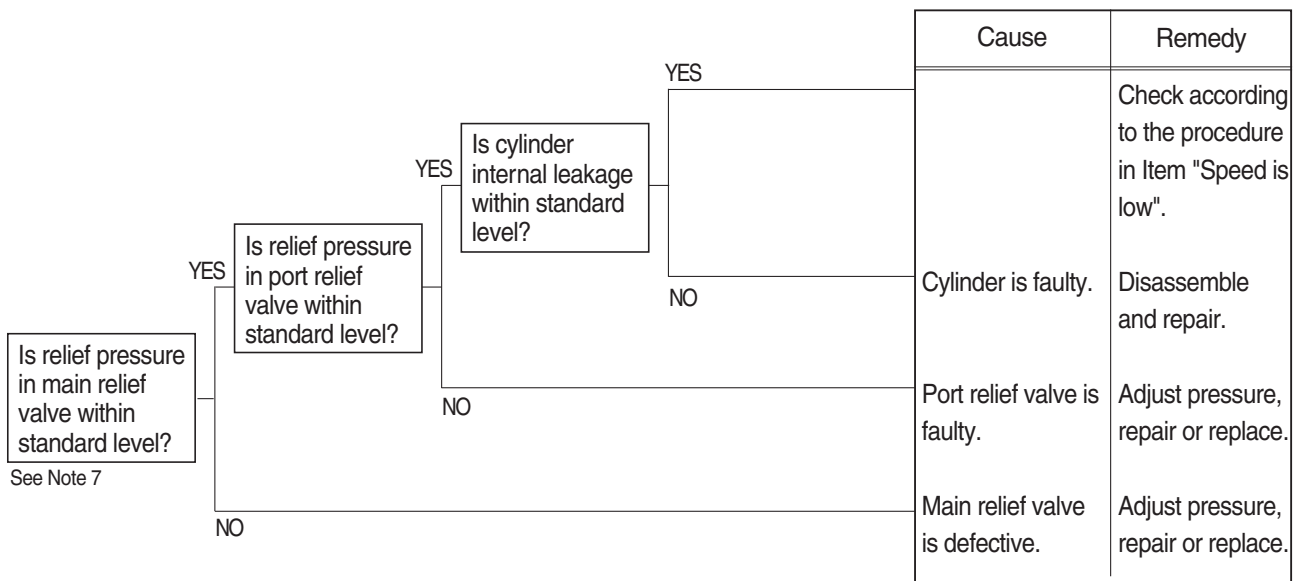 Cause
Remedy
YES
Check according
to the procedure
in Item "Speed is
low".
YES
Is cylinder
internal leakage
within standard
level?
NO
Cylinder is faulty.
Disassemble
and repair.
YES
Is relief pressure
in port relief
valve within
standard level?
NO
Port relief valve is
faulty.
Adjust pressure,
repair or replace.
Is relief pressure
in main relief
valve within
standard level?
See Note 7
NO
Main relief valve
is defective.
Adjust pressure,
repair or replace.